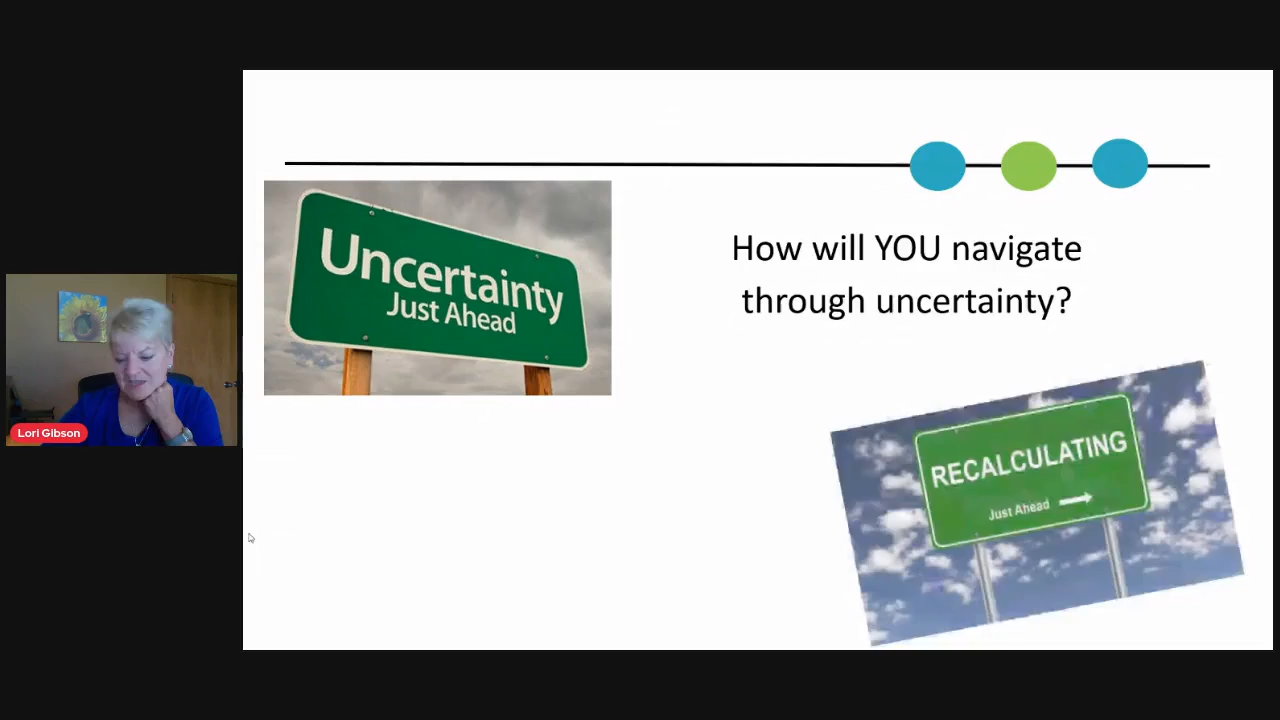 Uncertainty
Just Ahead
How will YOU navigate
through uncertainty?
RECALCULATING
Just Ahead
Lori Gibson